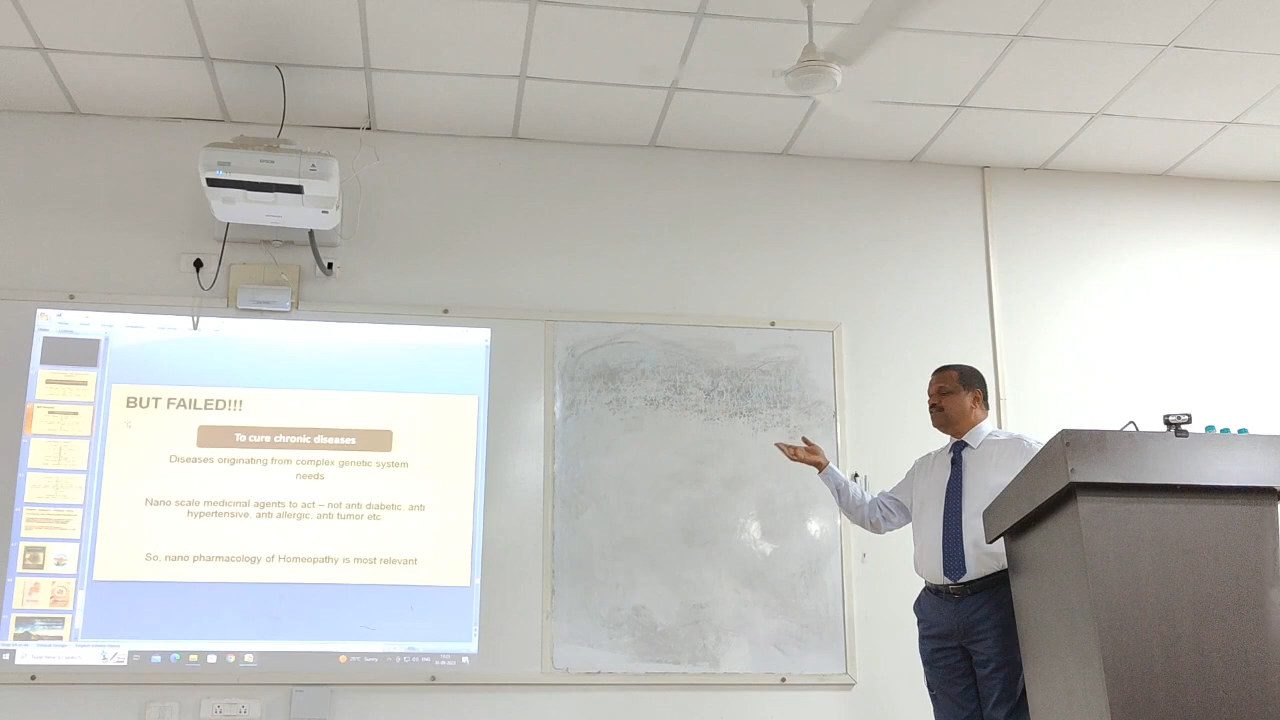 EPSON
BUT FAILED!!!
To cure chronic diseases
Diseases originating from complex genetic system
needs
Nano scale medicinal agents to act – not anti diabetic, anti
hypertensive, anti allergic, anti tumor etc
So, nano pharmacology of Homeopathy is most relevant
Sunny
ENG